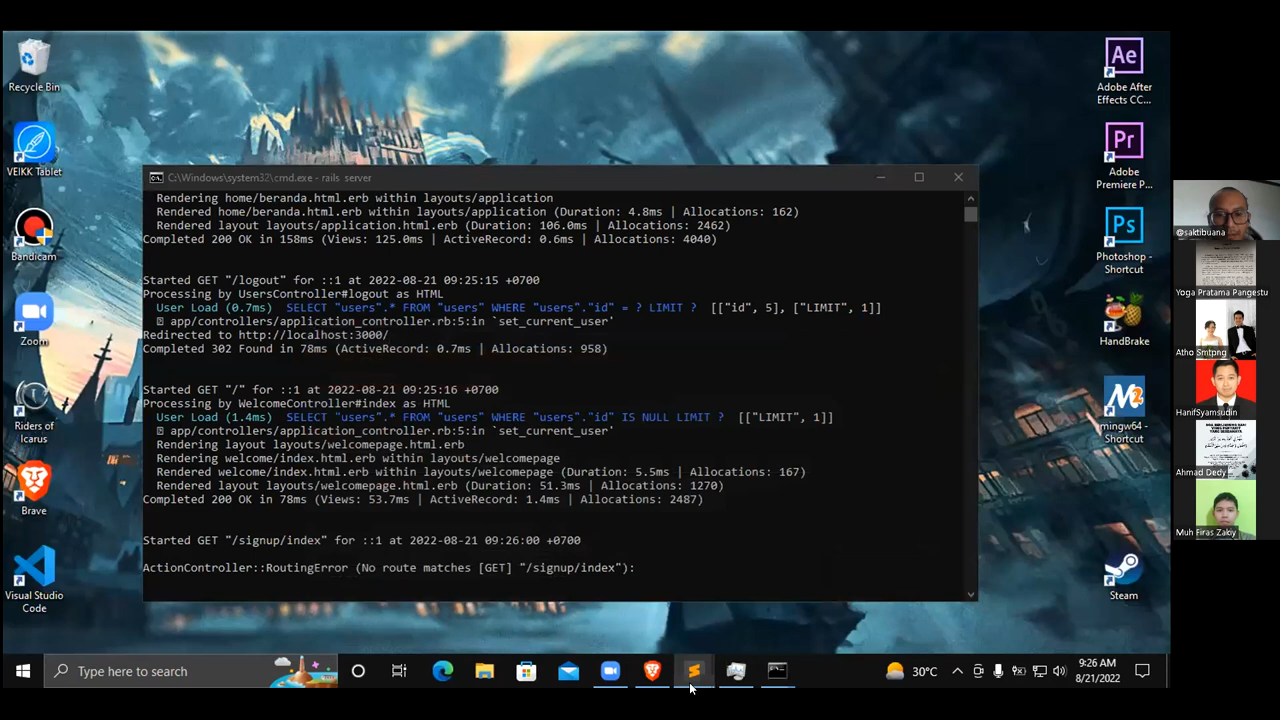 Recycle Bin
VEIKK Tablet
Bandicam
Zoom
Riders of
Icarus
Brave
Visual Studio
Code
C:\Windows\system32\cmd.exe - rails server
Rendering home/beranda.html.erb within layouts/application
Rendered home/beranda.html.erb within layouts/application (Duration: 4.8ms | Allocations: 162)
Rendered layout layouts/application.html.erb (Duration: 106.0ms | Allocations: 2462)
Completed 200 OK in 158ms (Views: 125.0ms | ActiveRecord: 0.6ms | Allocations: 4040)
Started GET "/logout" for ::1 at 2022-08-21 09:25:15 +0700
Processing by UsersController#logout as HTML
User Load (0.7ms) SELECT "users".* FROM "users" WHERE "users"."id" = ? LIMIT ? [["id", 5], ["LIMIT", 1]]
app/controllers/application_controller.rb:5:in `set_current_user'
Redirected to http://localhost:3000/
Completed 302 Found in 78ms (ActiveRecord: 0.7ms | Allocations: 958)
Started GET "/" for ::1 at 2022-08-21 09:25:16 +0700
Processing by WelcomeController#index as HTML
User Load (1.4ms) SELECT "users".* FROM "users" WHERE "users"."id" IS NULL LIMIT ? [["LIMIT", 1]]
app/controllers/application_controller.rb:5:in `set_current_user'
Rendering layout layouts/welcomepage.html.erb
Rendering welcome/index.html.erb within layouts/welcomepage
Rendered welcome/index.html.erb within layouts/welcomepage (Duration: 5.5ms | Allocations: 167)
Rendered layout layouts/welcomepage.html.erb (Duration: 51.3ms | Allocations: 1270)
Completed 200 OK in 78ms (Views: 53.7ms | ActiveRecord: 1.4ms | Allocations: 2487)
Started GET "/signup/index" for ::1 at 2022-08-21 09:26:00 +0700
ActionController::RoutingError (No route matches [GET] "/signup/index"):
Ae
Adobe After
Effects CC...
Pr
Adobe
Premiere P...
Ps
Photoshop -
Shortcut
HandBrake
M2
mingw64 -
Shortcut
Steam
@saktibuana
Yoga Pratama Pangestu
Atho Smtpng
HanifSyamsudin
Ahmad Dedy
Muh Firas Zakiy
Type here to search
30°C
9:26 AM
8/21/2022